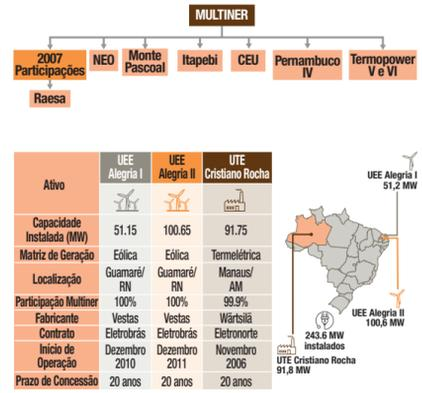 MULTINER
2007
Participações
NEO
Monte
Pascoal
Itapebi
CEU
Pernambuco
IV
Termopower
V e VI
Raesa
Ativo
UEE
Alegria I
UEE
Alegria II
UTE
Cristiano Rocha
Capacidade
Instalada (MW)
51.15
100.65
91.75
Matriz de Geração
Eólica
Eólica
Termelétrica
Localização
Guamaré/
RN
Guamaré/
RN
Manaus/
AM
Participação Multiner
100%
100%
99.9%
Fabricante
Vestas
Vestas
Wärtsilä
Contrato
Eletrobrás
Eletrobrás
Eletronorte
Início de
Operação
Dezembro
2010
Dezembro
2011
Novembro
2006
Prazo de Concessão
20 anos
20 anos
20 anos
UEE Alegria I
51,2 MW
UEE Alegria II
100,6 MW
243.6 MW
instalados
UTE Cristiano Rocha
91,8 MW